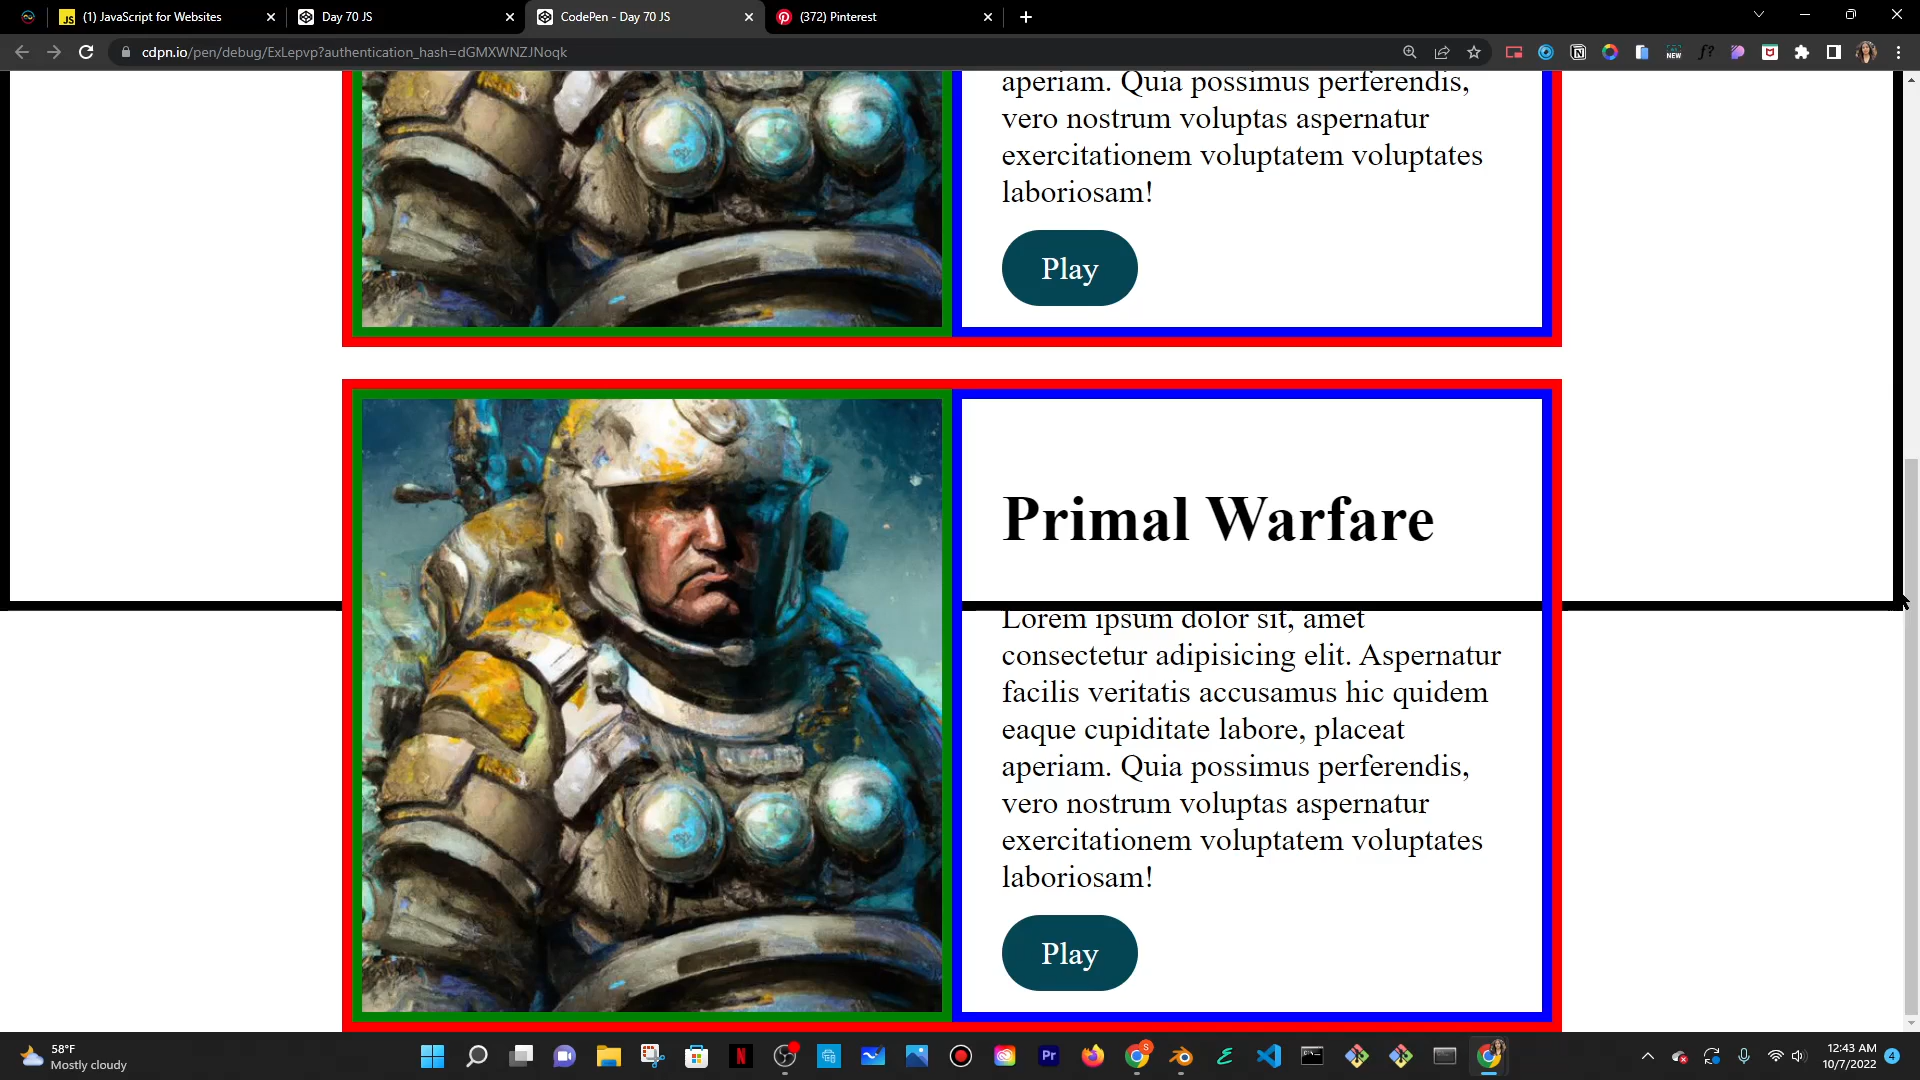 (1) JavaScript for Websites
Day 70 JS
CodePen - Day 70 JS
(372) Pinterest
cdpn.io/pen/debug/ExLepvp?authentication_hash=dGMXWNZJNoqk
aperiam. Quia possimus perferendis,
vero nostrum voluptas aspernatur
exercitationem voluptatem voluptates
laboriosam!
Play
Primal Warfare
Lorem ipsum dolor sit, amet
consectetur adipisicing elit. Aspernatur
facilis veritatis accusamus hic quidem
eaque cupiditate labore, placeat
aperiam. Quia possimus perferendis,
vero nostrum voluptas aspernatur
exercitationem voluptatem voluptates
laboriosam!
Play
58°F
Mostly cloudy
12:43 AM
10/7/2022
4